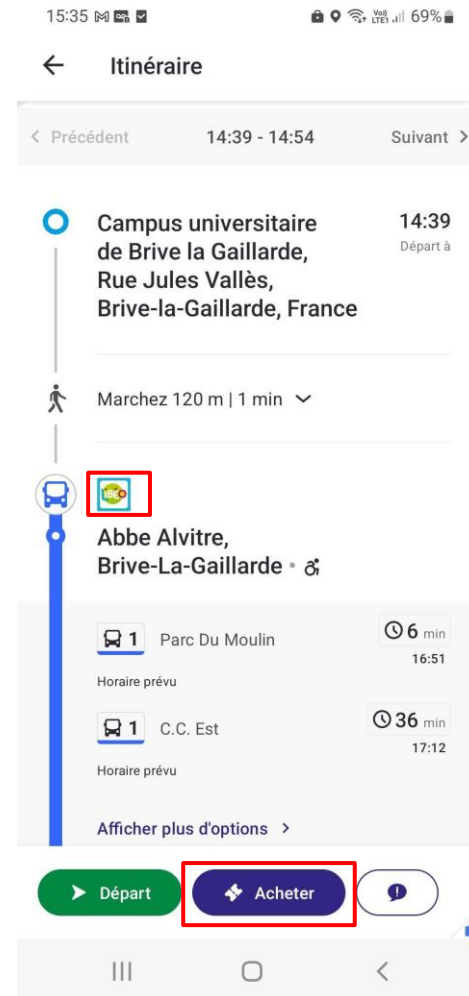 15:35 69%
Itinéraire
Précédent 14:39 - 14:54 Suivant
Campus universitaire 14:39
de Brive la Gaillarde, Départ à
Rue Jules Vallès,
Brive-la-Gaillarde, France
Marchez 120 m | 1 min
Abbe Alvitre,
Brive-La-Gaillarde •
1 Parc Du Moulin 6 min
16:51
Horaire prévu
1 C.C. Est 36 min
17:12
Horaire prévu
Afficher plus d'options >
Départ Acheter